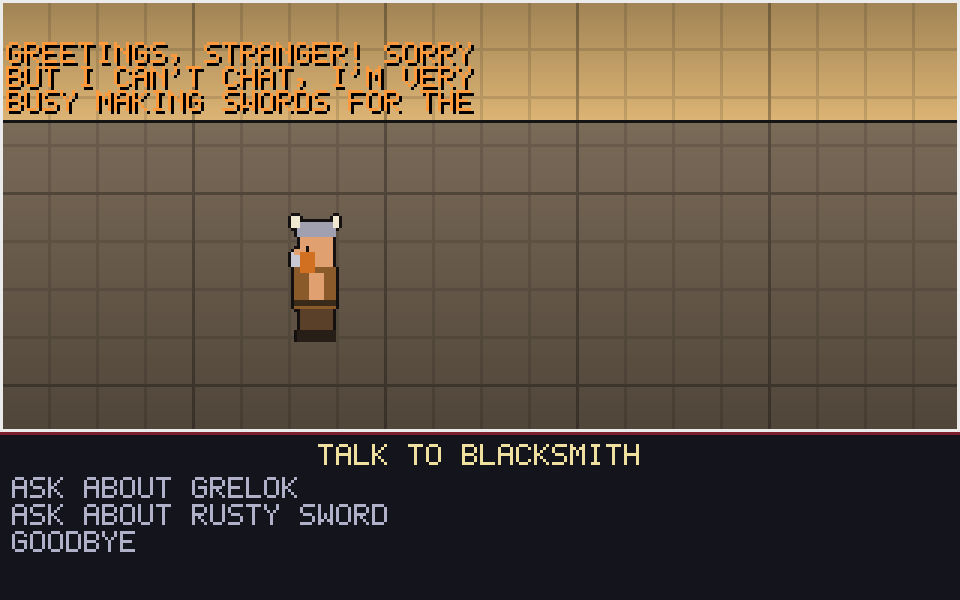 GREETINGS, STRANGER! SORRY
BUT I CAN'T CHAT, I'M VERY
BUSY MAKING SWORDS FOR THE
TALK TO BLACKSMITH
ASK ABOUT GRELOK
ASK ABOUT RUSTY SWORD
GOODBYE